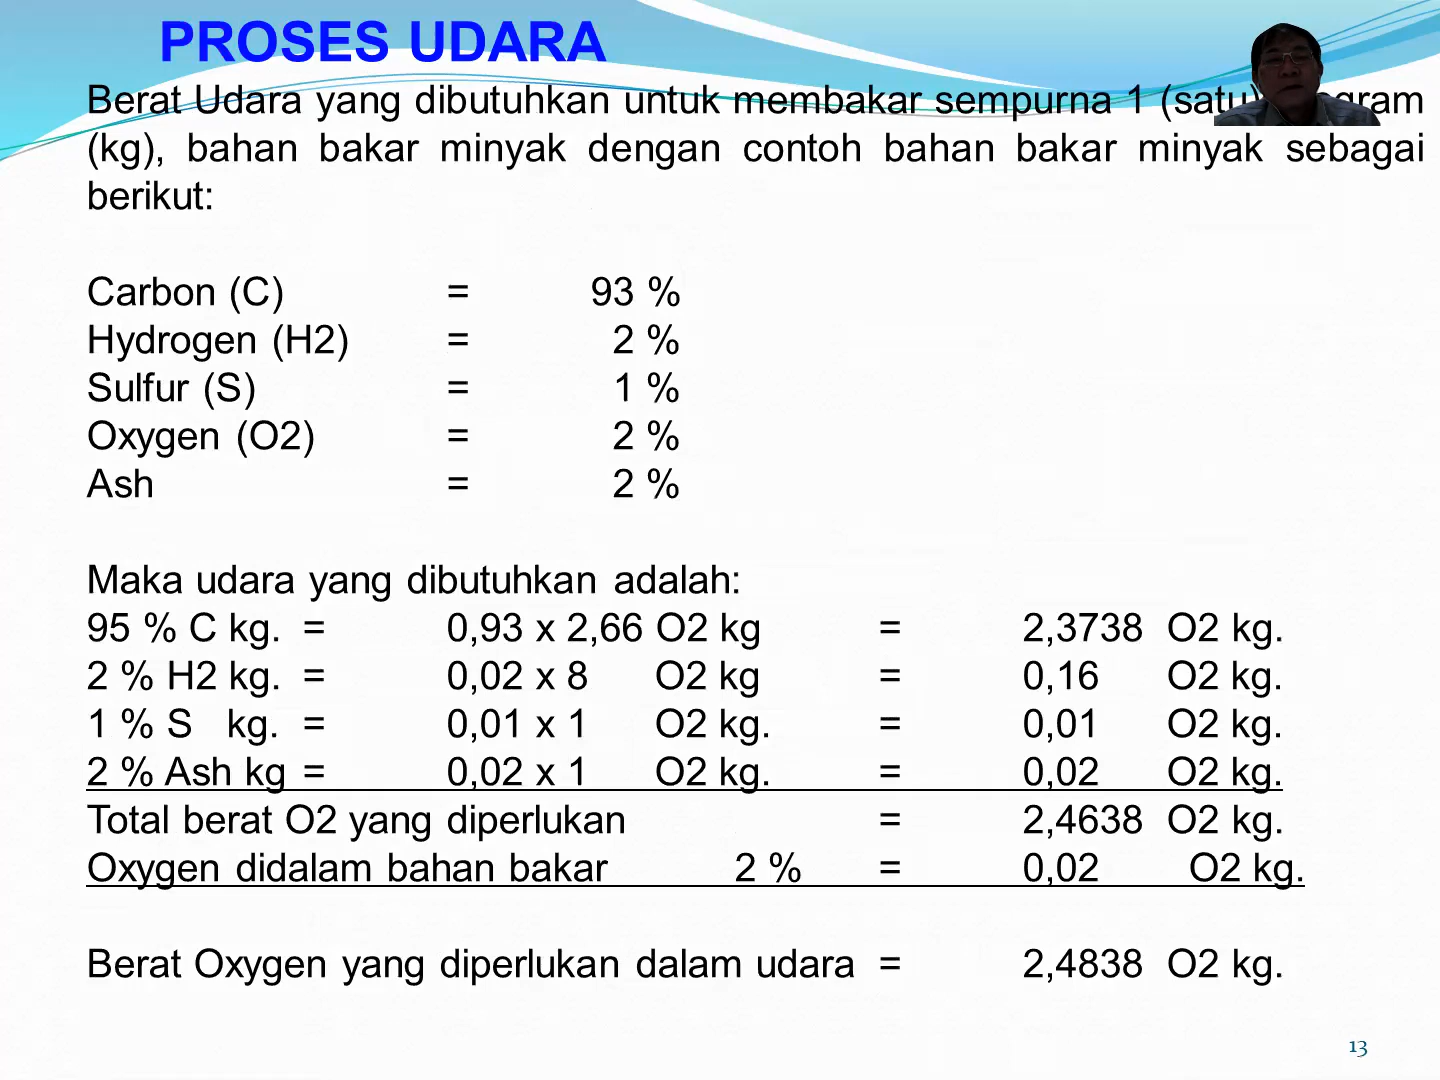 PROSES UDARA
Berat Udara yang dibutuhkan untuk membakar sempurna 1 (satu)
(kg), bahan bakar minyak dengan contoh bahan bakar minyak sebagai
berikut:
Carbon (C) = 93 %
Hydrogen (H2) = 2 %
Sulfur (S) = 1 %
Oxygen (O2) = 2 %
Ash = 2 %
Maka udara yang dibutuhkan adalah:
95 % C kg. = 0,93 x 2,66 O2 kg = 2,3738 O2 kg.
2 % H2 kg. = 0,02 x 8 O2 kg = 0,16 O2 kg.
1 % S kg. = 0,01 x 1 O2 kg. = 0,01 O2 kg.
2 % Ash kg = 0,02 x 1 O2 kg. = 0,02 O2 kg.
Total berat O2 yang diperlukan = 2,4638 O2 kg.
Oxygen didalam bahan bakar 2 % = 0,02 O2 kg.
Berat Oxygen yang diperlukan dalam udara = 2,4838 O2 kg.
13